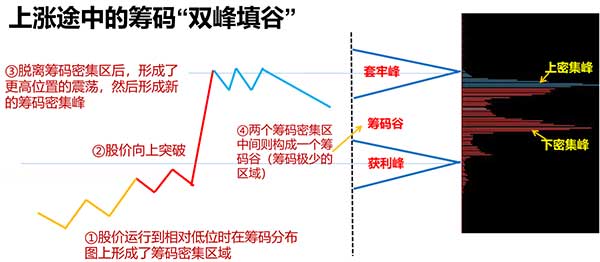 上涨途中的筹码“双峰填谷”
③脱离筹码密集区后，形成了
更高位置的震荡，然后形成新
的筹码密集峰
②股价向上突破
①股价运行到相对低位时在筹码分布
图上形成了筹码密集区域
④两个筹码密集区
中间则构成一个筹
码谷（筹码极少的
区域）
套牢峰
筹码谷
获利峰
上密集峰
下密集峰